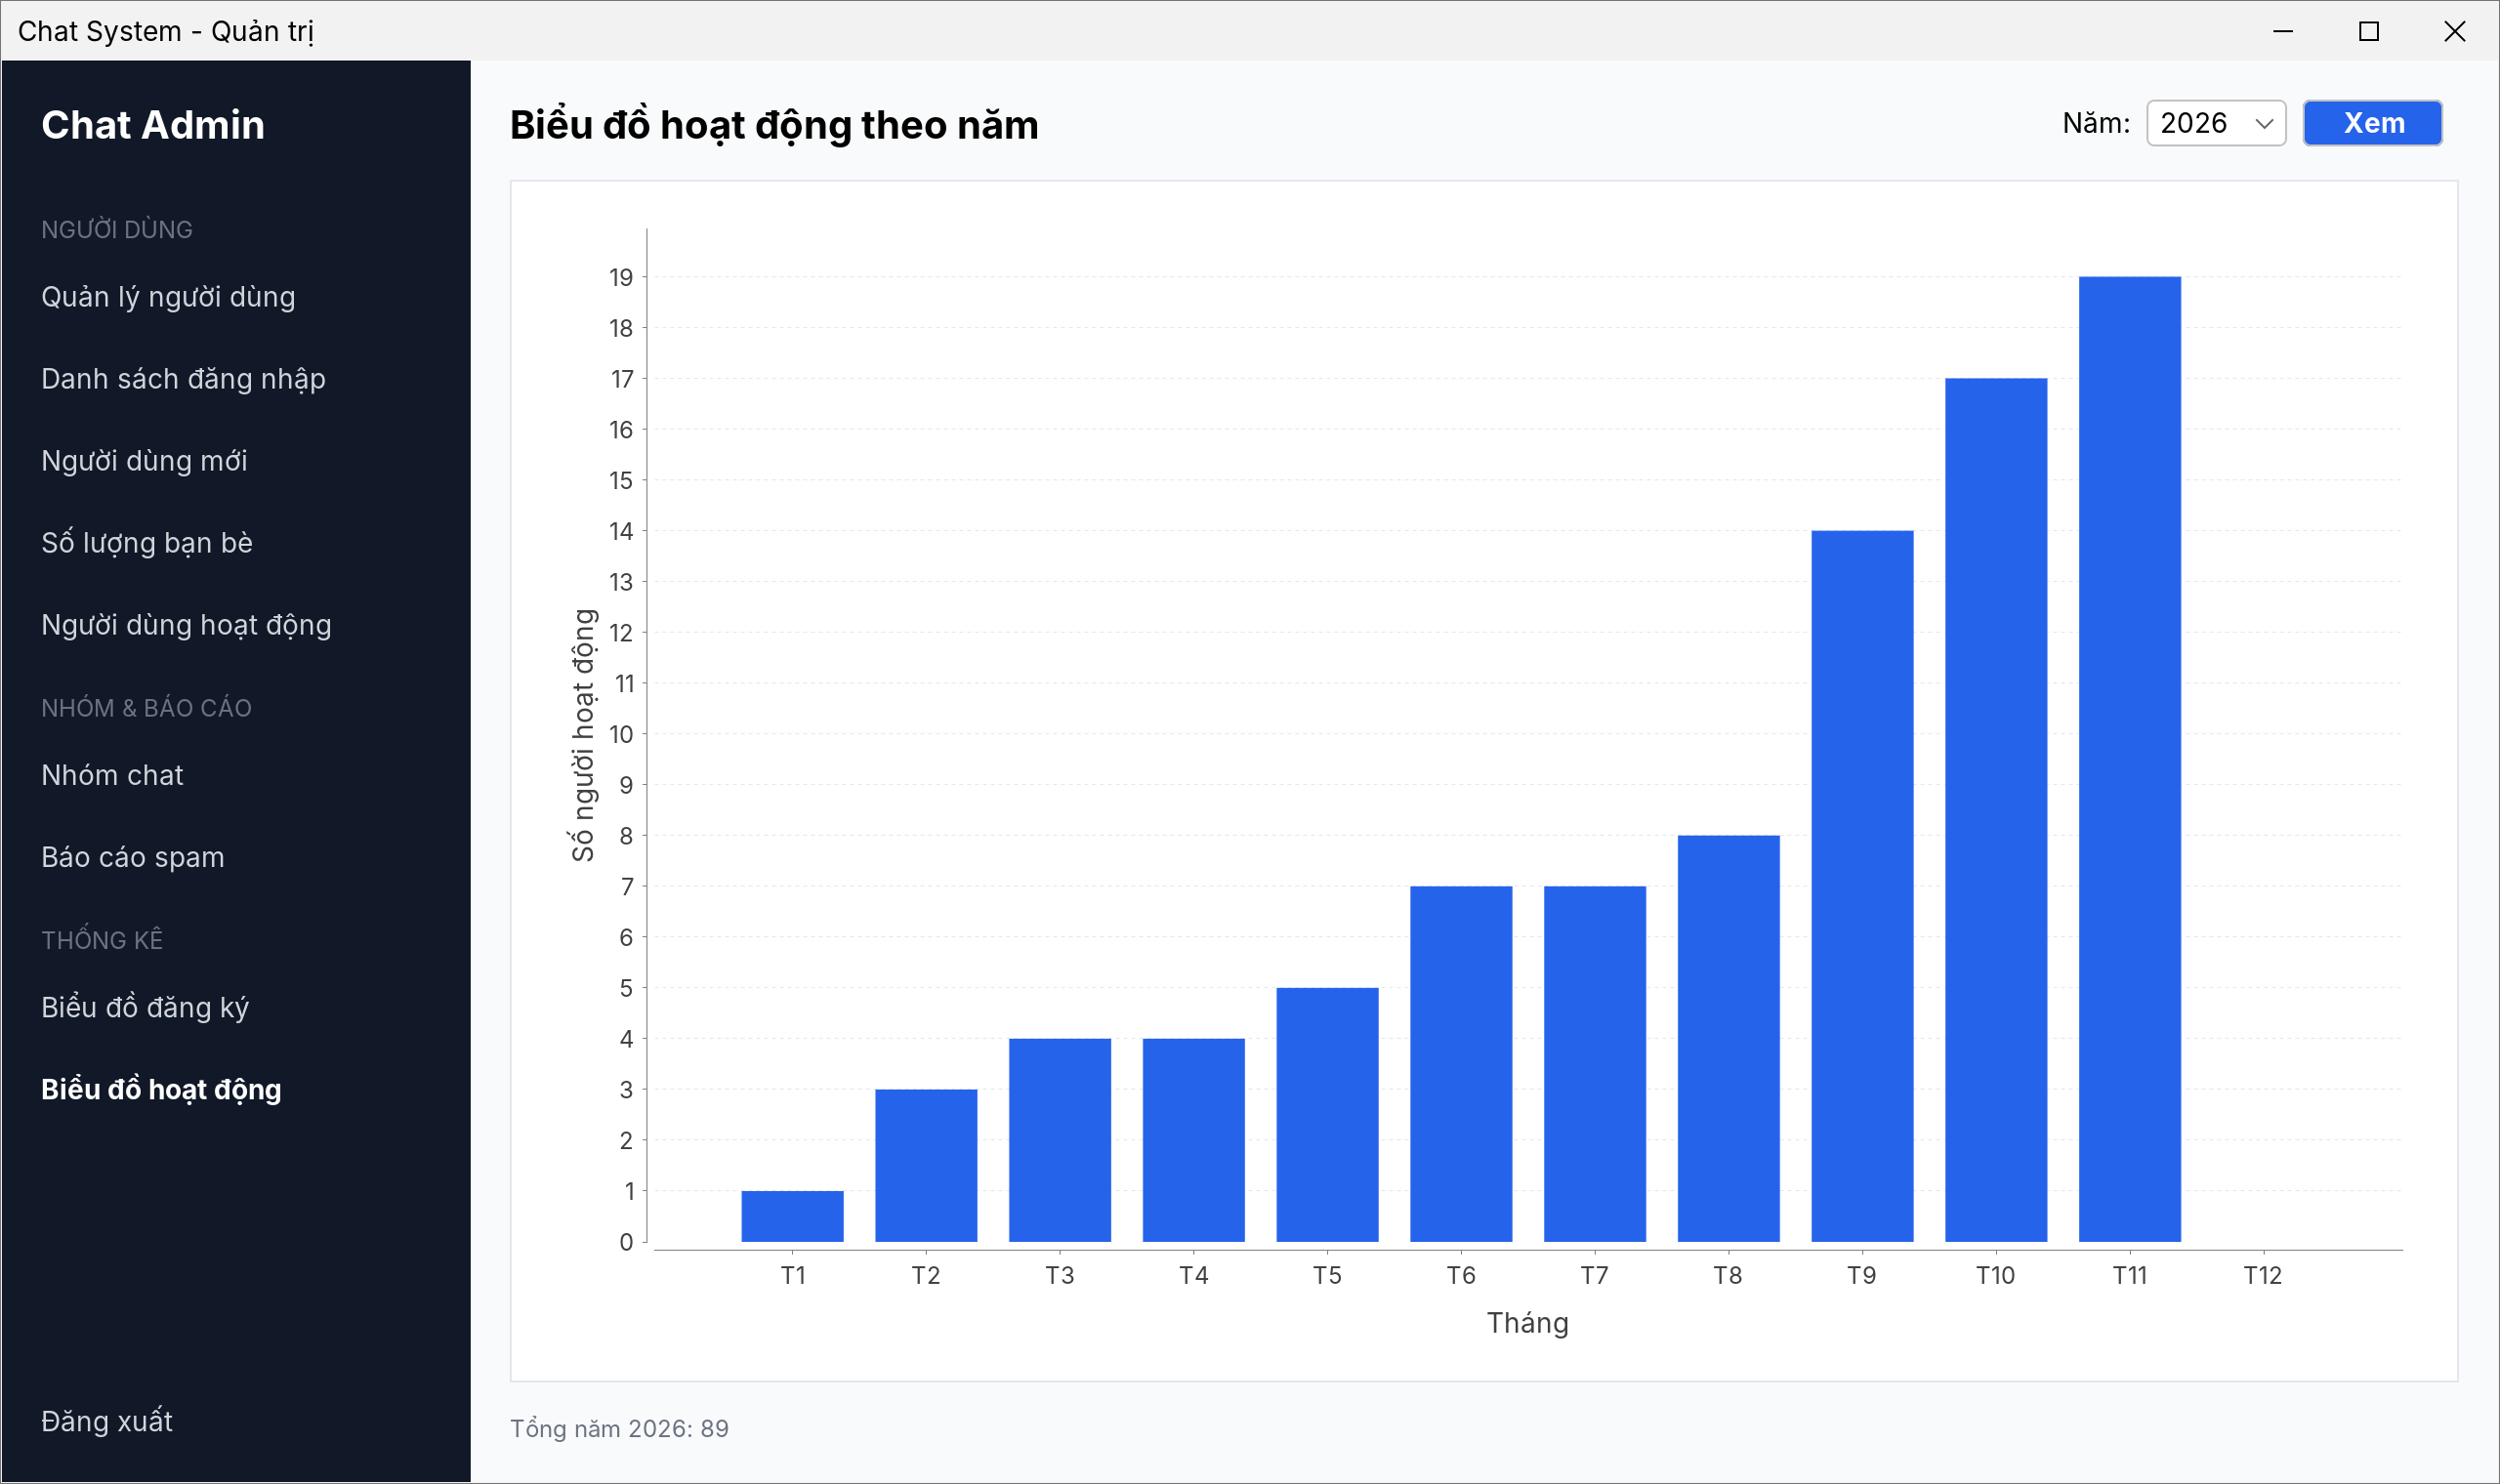 Chat System - Quản trị
Chat Admin
NGƯỜI DÙNG
Quản lý người dùng
Danh sách đăng nhập
Người dùng mới
Số lượng bạn bè
Người dùng hoạt động
NHÓM & BÁO CÁO
Nhóm chat
Báo cáo spam
THỐNG KÊ
Biểu đồ đăng ký
Biểu đồ hoạt động
Đăng xuất
Biểu đồ hoạt động theo năm
Năm: 2026 Xem
Số người hoạt động
19
18
17
16
15
14
13
12
11
10
9
8
7
6
5
4
3
2
1
0
T1 T2 T3 T4 T5 T6 T7 T8 T9 T10 T11 T12
Tháng
Tổng năm 2026: 89